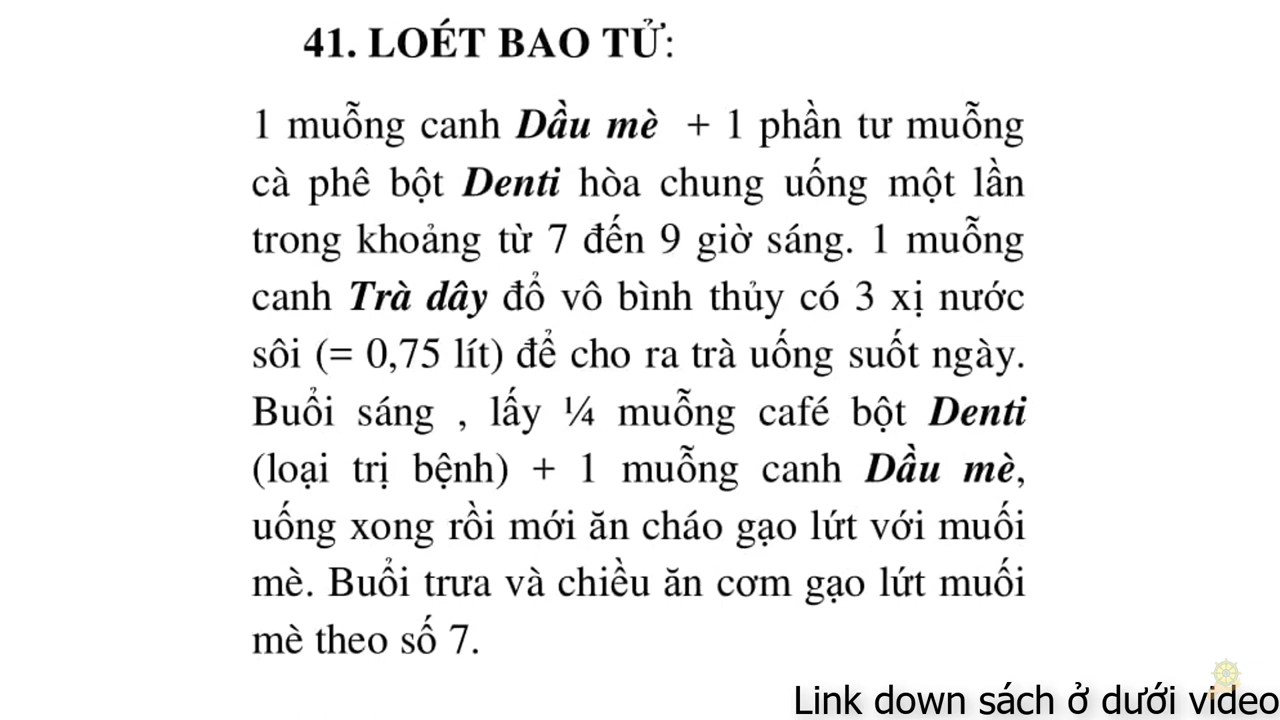 41. LOÉT BAO TỬ:
1 muỗng canh Dầu mè + 1 phần tư muỗng
cà phê bột Denti hòa chung uống một lần
trong khoảng từ 7 đến 9 giờ sáng. 1 muỗng
canh Trà dây đổ vô bình thủy có 3 xị nước
sôi (= 0,75 lít) để cho ra trà uống suốt ngày.
Buổi sáng , lấy ¼ muỗng café bột Denti
(loại trị bệnh) + 1 muỗng canh Dầu mè,
uống xong rồi mới ăn cháo gạo lứt với muối
mè. Buổi trưa và chiều ăn cơm gạo lứt muối
mè theo số 7.
Link down sách ở dưới video